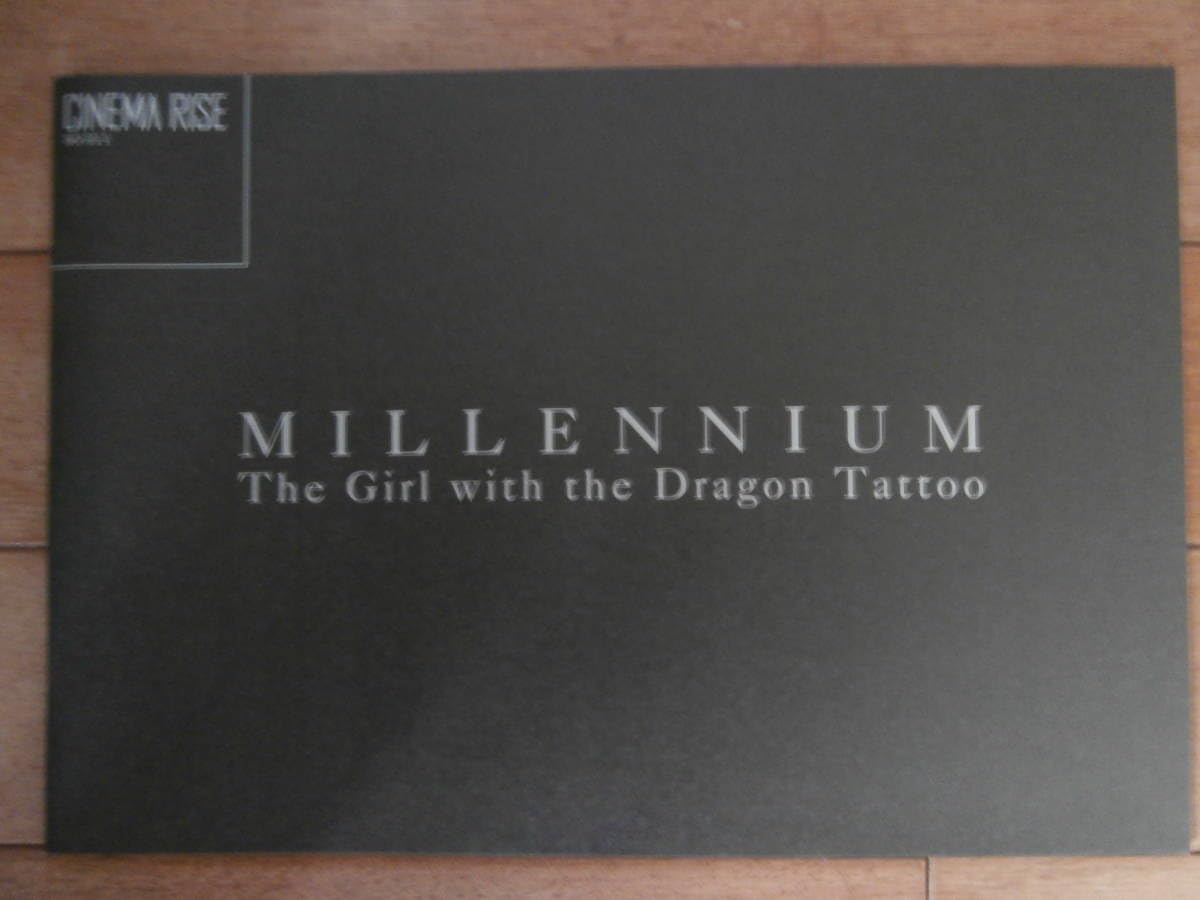 CINEMA RISE
MILLENNIUM
The Girl with the Dragon Tattoo